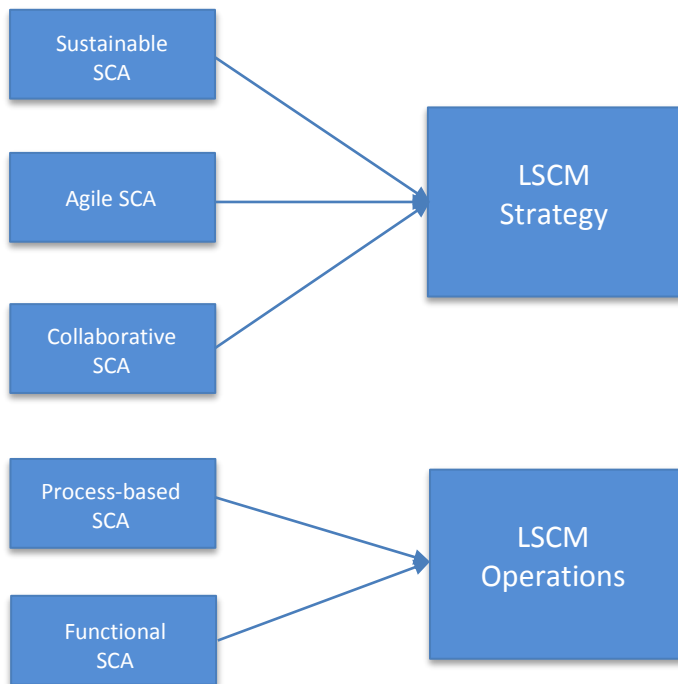 Sustainable
SCA
Agile SCA
LSCM
Strategy
Collaborative
SCA
Process-based
SCA
LSCM
Operations
Functional
SCA